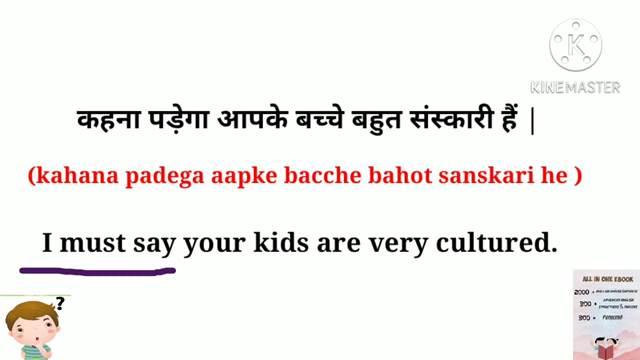 KINEMASTER
कहना पड़ेगा आपके बच्चे बहुत संस्कारी हैं |
(kahana padega aapke bacche bahot sanskari he )
I must say your kids are very cultured.
?
ALL IN ONE EBOOK
2000 +
300 +
300 +